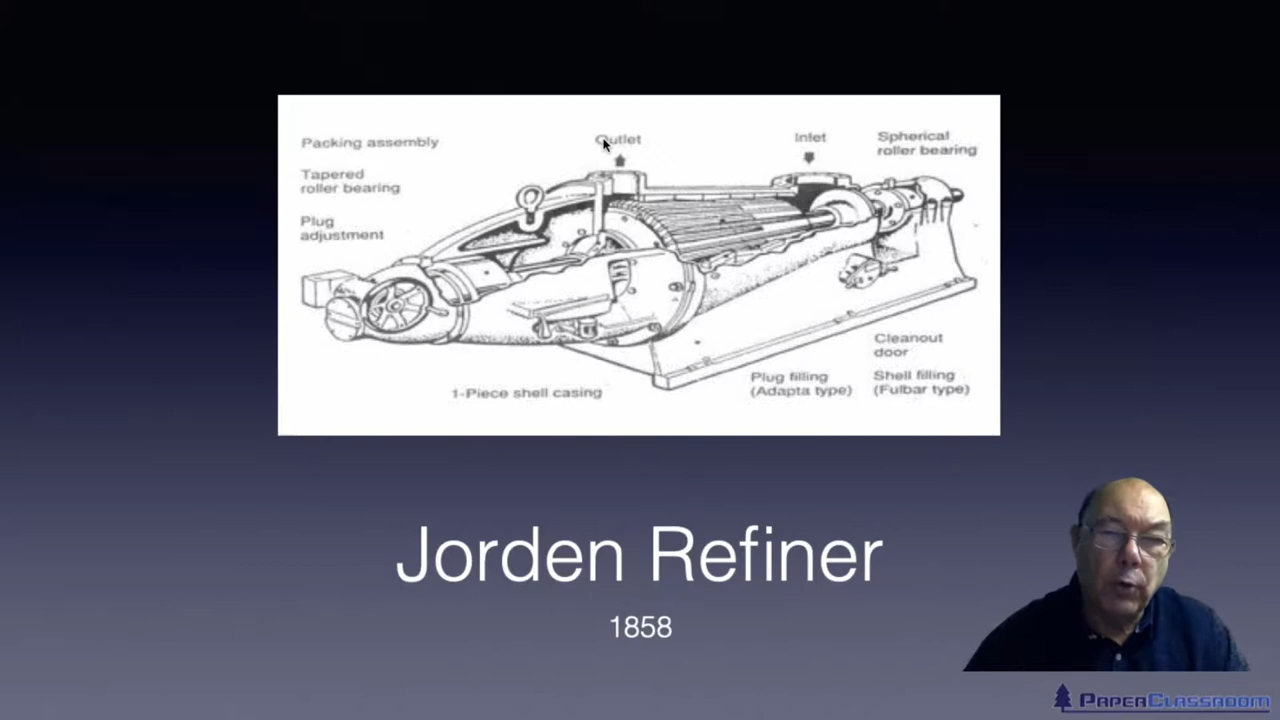 Packing assembly
Outlet
Inlet
Spherical
roller bearing
Tapered
roller bearing
Plug
adjustment
Cleanout
door
1-Piece shell casing
Plug filling
(Adapta type)
Shell filling
(Fulbar type)
Jorden Refiner
1858
PAPERCLASSROOM